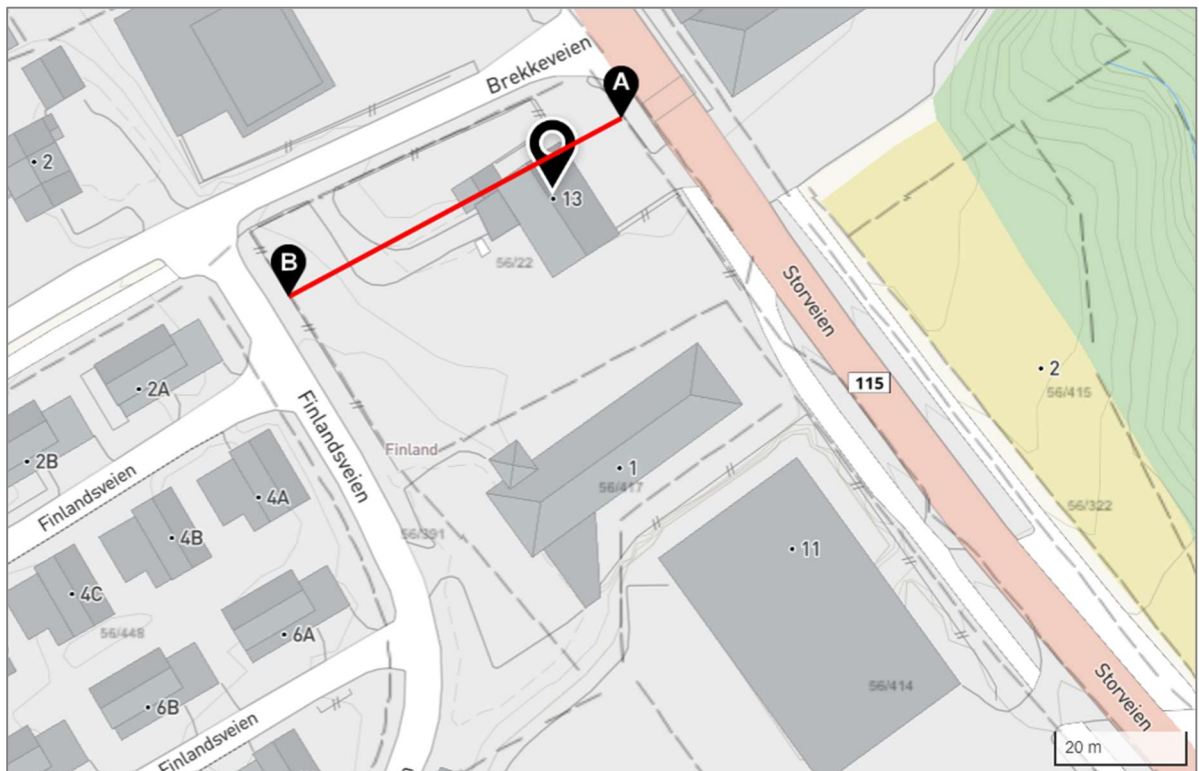 Brekkeveien
A
2
13
B
56/22
Storveien
2A
115
2
56/415
Finlandsveien
2B
Finland
1
56/417
4A
Finlandsveien
56/322
4B
56/391
11
4C
56/448
6A
56/414
Storveien
6B
Finlandsveien
20 m